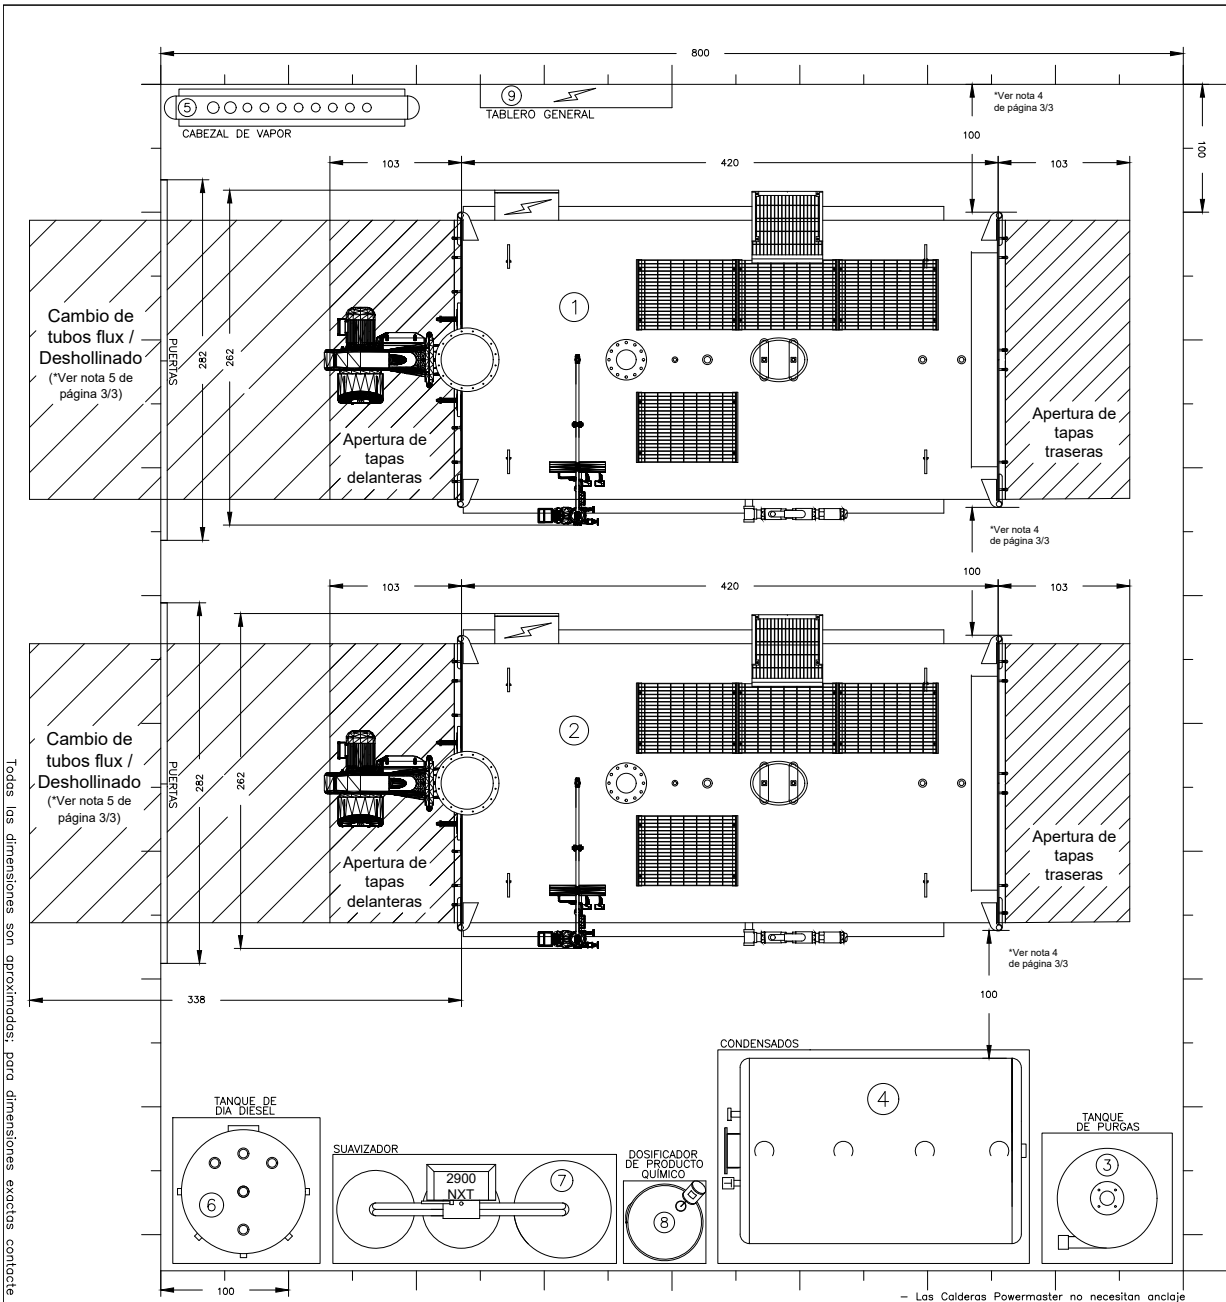 800
5
CABEZAL DE VAPOR
9
TABLERO GENERAL
*Ver nota 4
de página 3/3
100
100
103
420
103
Cambio de
tubos flux /
Deshollinado
(*Ver nota 5 de
página 3/3)
PUERTAS
282
262
1
Apertura de
tapas
delanteras
Apertura de
tapas
traseras
*Ver nota 4
de página 3/3
100
103
420
103
Cambio de
tubos flux /
Deshollinado
(*Ver nota 5 de
página 3/3)
PUERTAS
282
262
2
Apertura de
tapas
delanteras
Apertura de
tapas
traseras
*Ver nota 4
de página 3/3
100
338
Todas las dimensiones son aproximadas; para dimensiones exactas contacte
TANQUE DE
DIA DIESEL
6
SUAVIZADOR
2900
NXT
7
DOSIFICADOR
DE PRODUCTO
QUÍMICO
8
CONDENSADOS
4
TANQUE
DE PURGAS
3
100
– Las Calderas Powermaster no necesitan anclaje